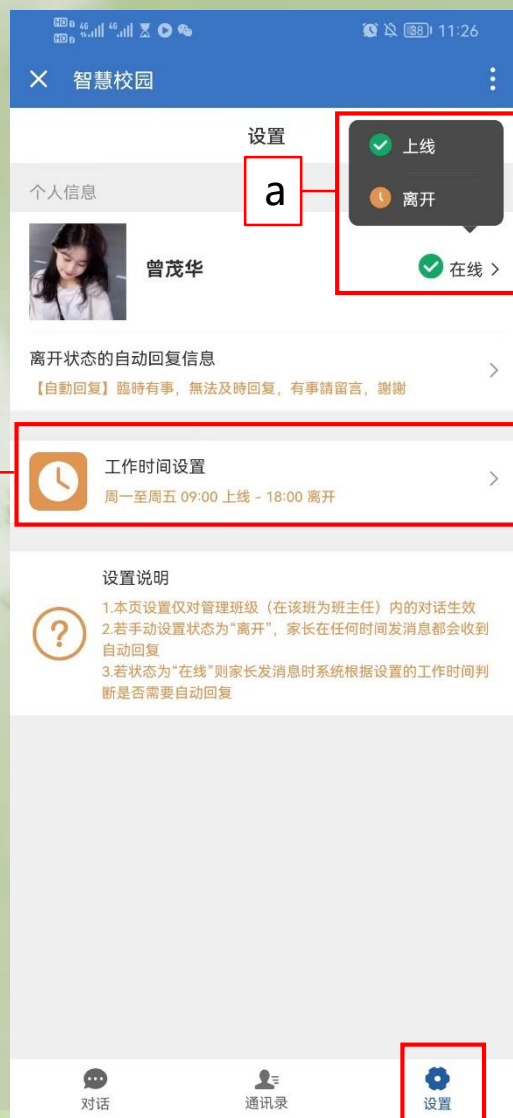 11:26
38
智慧校园
设置
上线
离开
a
个人信息
曾茂华
在线
离开状态的自动回复信息
【自動回复】臨時有事，無法及時回复，有事請留言，謝謝
工作时间设置
周一至周五 09:00 上线 - 18:00 离开
设置说明
1.本页设置仅对管理班级（在该班为班主任）内的对话生效
2.若手动设置状态为“离开”，家长在任何时间发消息都会收到
自动回复
3.若状态为“在线”则家长发消息时系统根据设置的工作时间判
断是否需要自动回复
对话
通讯录
设置